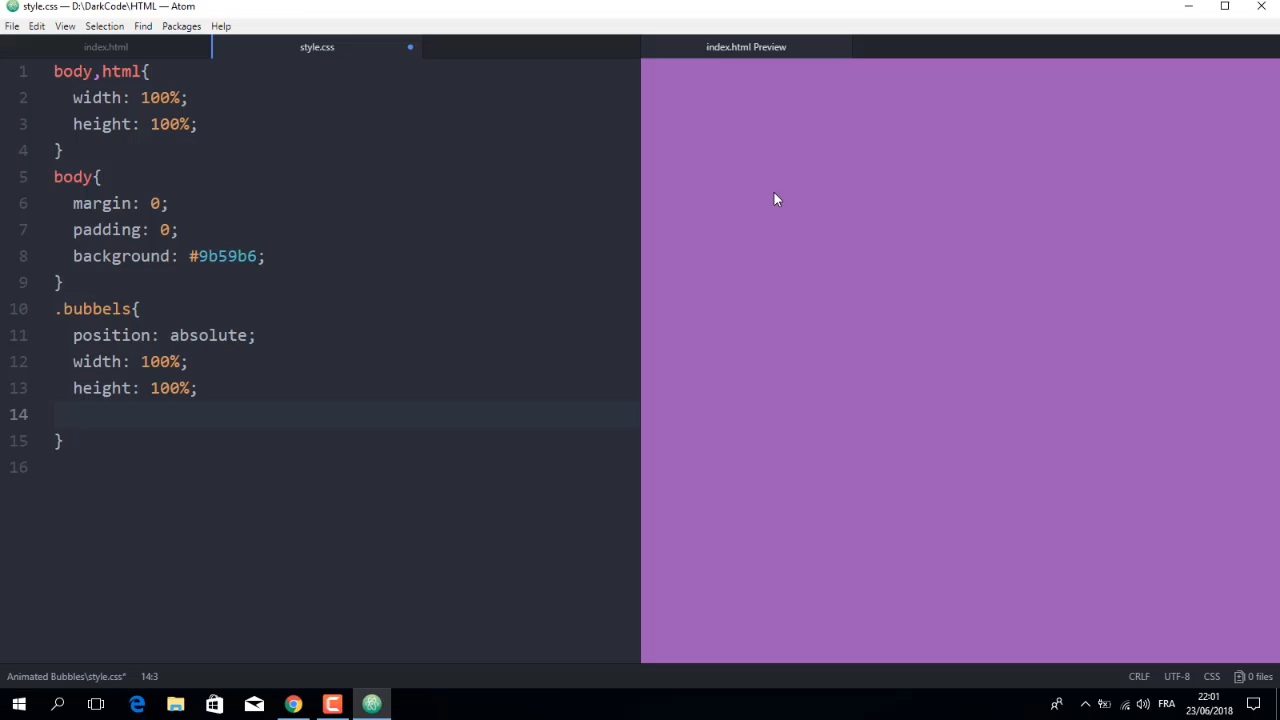 style.css — D:\DarkCode\HTML — Atom
File Edit View Selection Find Packages Help
index.html style.css index.html Preview
1 body,html{
2 width: 100%;
3 height: 100%;
4 }
5 body{
6 margin: 0;
7 padding: 0;
8 background: #9b59b6;
9 }
10 .bubbels{
11 position: absolute;
12 width: 100%;
13 height: 100%;
14
15 }
16
Animated Bubbles\style.css* 14:3 CRLF UTF-8 CSS 0 files
FRA 22:01
23/06/2018